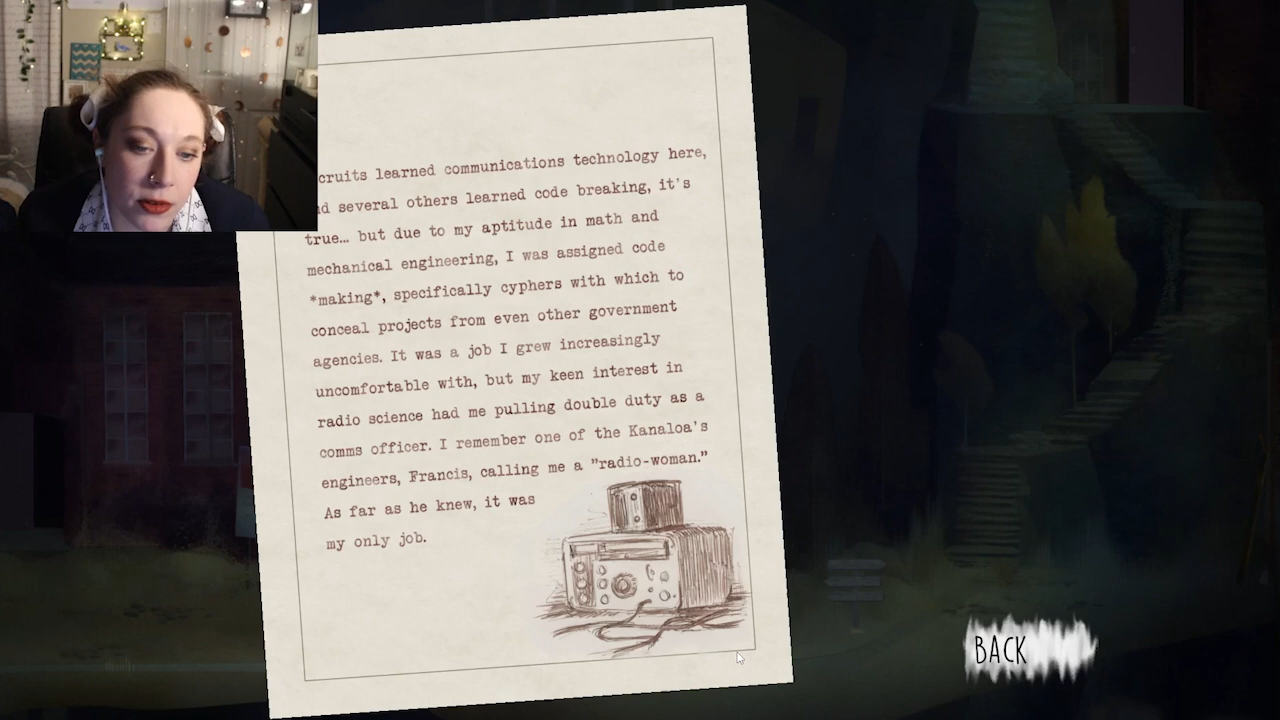 cruits learned communications technology here,
d several others learned code breaking, it's
true… but due to my aptitude in math and
mechanical engineering, I was assigned code
*making*, specifically cyphers with which to
conceal projects from even other government
agencies. It was a job I grew increasingly
uncomfortable with, but my keen interest in
radio science had me pulling double duty as a
comms officer. I remember one of the Kanaloa's
engineers, Francis, calling me a "radio-woman."
As far as he knew, it was
my only job.
BACK